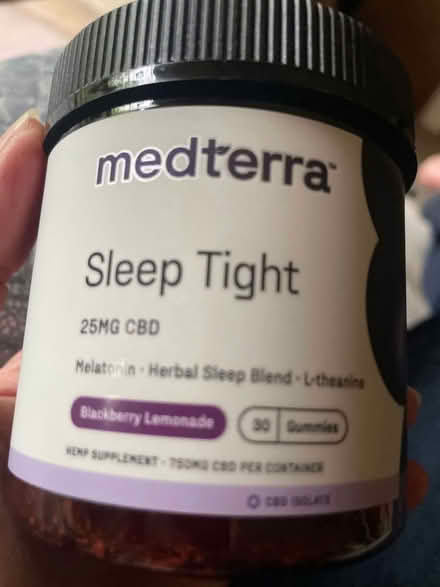 medterra™
Sleep Tight
25MG CBD
Melatonin · Herbal Sleep Blend · L-theanine
Blackberry Lemonade
30 Gummies
HEMP SUPPLEMENT · 750MG CBD PER CONTAINER
CBD ISOLATE